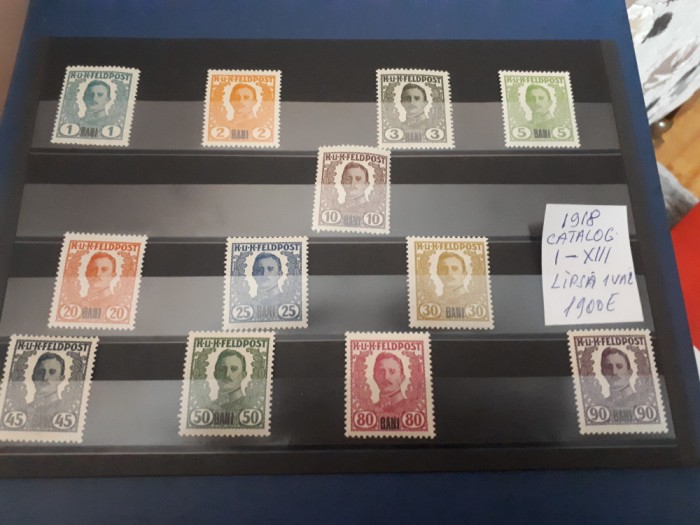 K.u.K.FELDPOST
1 BANI 1
K.u.K.FELDPOST
2 BANI 2
K.u.K.FELDPOST
3 BANI 3
K.u.K.FELDPOST
5 BANI 5
K.u.K.FELDPOST
10 BANI 10
K.u.K.FELDPOST
20 BANI 20
K.u.K.FELDPOST
25 BANI 25
K.u.K.FELDPOST
30 BANI 30
1918
CATALOG.
I - XIII
LIPSĂ 1 VAL
1900 E
K.u.K.FELDPOST
45 BANI 45
K.u.K.FELDPOST
50 BANI 50
K.u.K.FELDPOST
80 BANI 80
K.u.K.FELDPOST
90 BANI 90